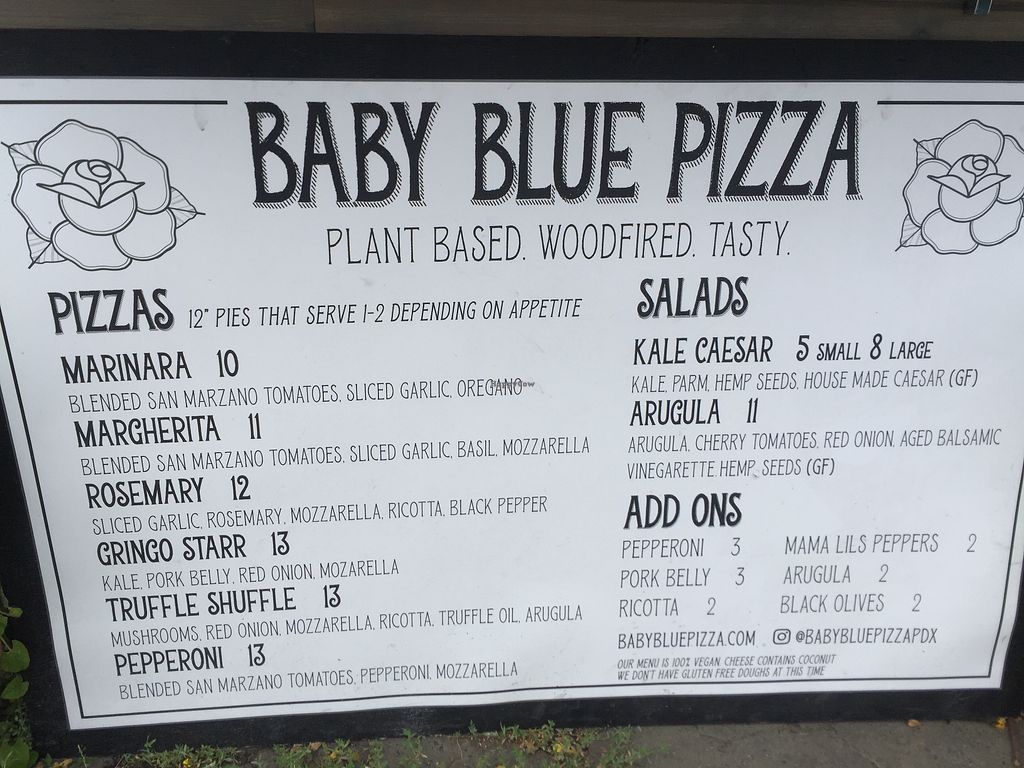 BABY BLUE PIZZA
PLANT BASED. WOODFIRED. TASTY.
PIZZAS 12" PIES THAT SERVE 1-2 DEPENDING ON APPETITE
MARINARA 10
BLENDED SAN MARZANO TOMATOES, SLICED GARLIC, OREGANO
MARGHERITA 11
BLENDED SAN MARZANO TOMATOES, SLICED GARLIC, BASIL, MOZZARELLA
ROSEMARY 12
SLICED GARLIC, ROSEMARY, MOZZARELLA, RICOTTA, BLACK PEPPER
GRINGO STARR 13
KALE, PORK BELLY, RED ONION, MOZARELLA
TRUFFLE SHUFFLE 13
MUSHROOMS, RED ONION, MOZZARELLA, RICOTTA, TRUFFLE OIL, ARUGULA
PEPPERONI 13
BLENDED SAN MARZANO TOMATOES, PEPPERONI, MOZZARELLA
SALADS
KALE CAESAR 5 SMALL 8 LARGE
KALE, PARM, HEMP SEEDS, HOUSE MADE CAESAR (GF)
ARUGULA 11
ARUGULA, CHERRY TOMATOES, RED ONION, AGED BALSAMIC
VINEGARETTE, HEMP SEEDS (GF)
ADD ONS
PEPPERONI 3 MAMA LILS PEPPERS 2
PORK BELLY 3 ARUGULA 2
RICOTTA 2 BLACK OLIVES 2
BABYBLUEPIZZA.COM @BABYBLUEPIZZAPDX
OUR MENU IS 100% VEGAN, CHEESE CONTAINS COCONUT
WE DON'T HAVE GLUTEN FREE DOUGHS AT THIS TIME